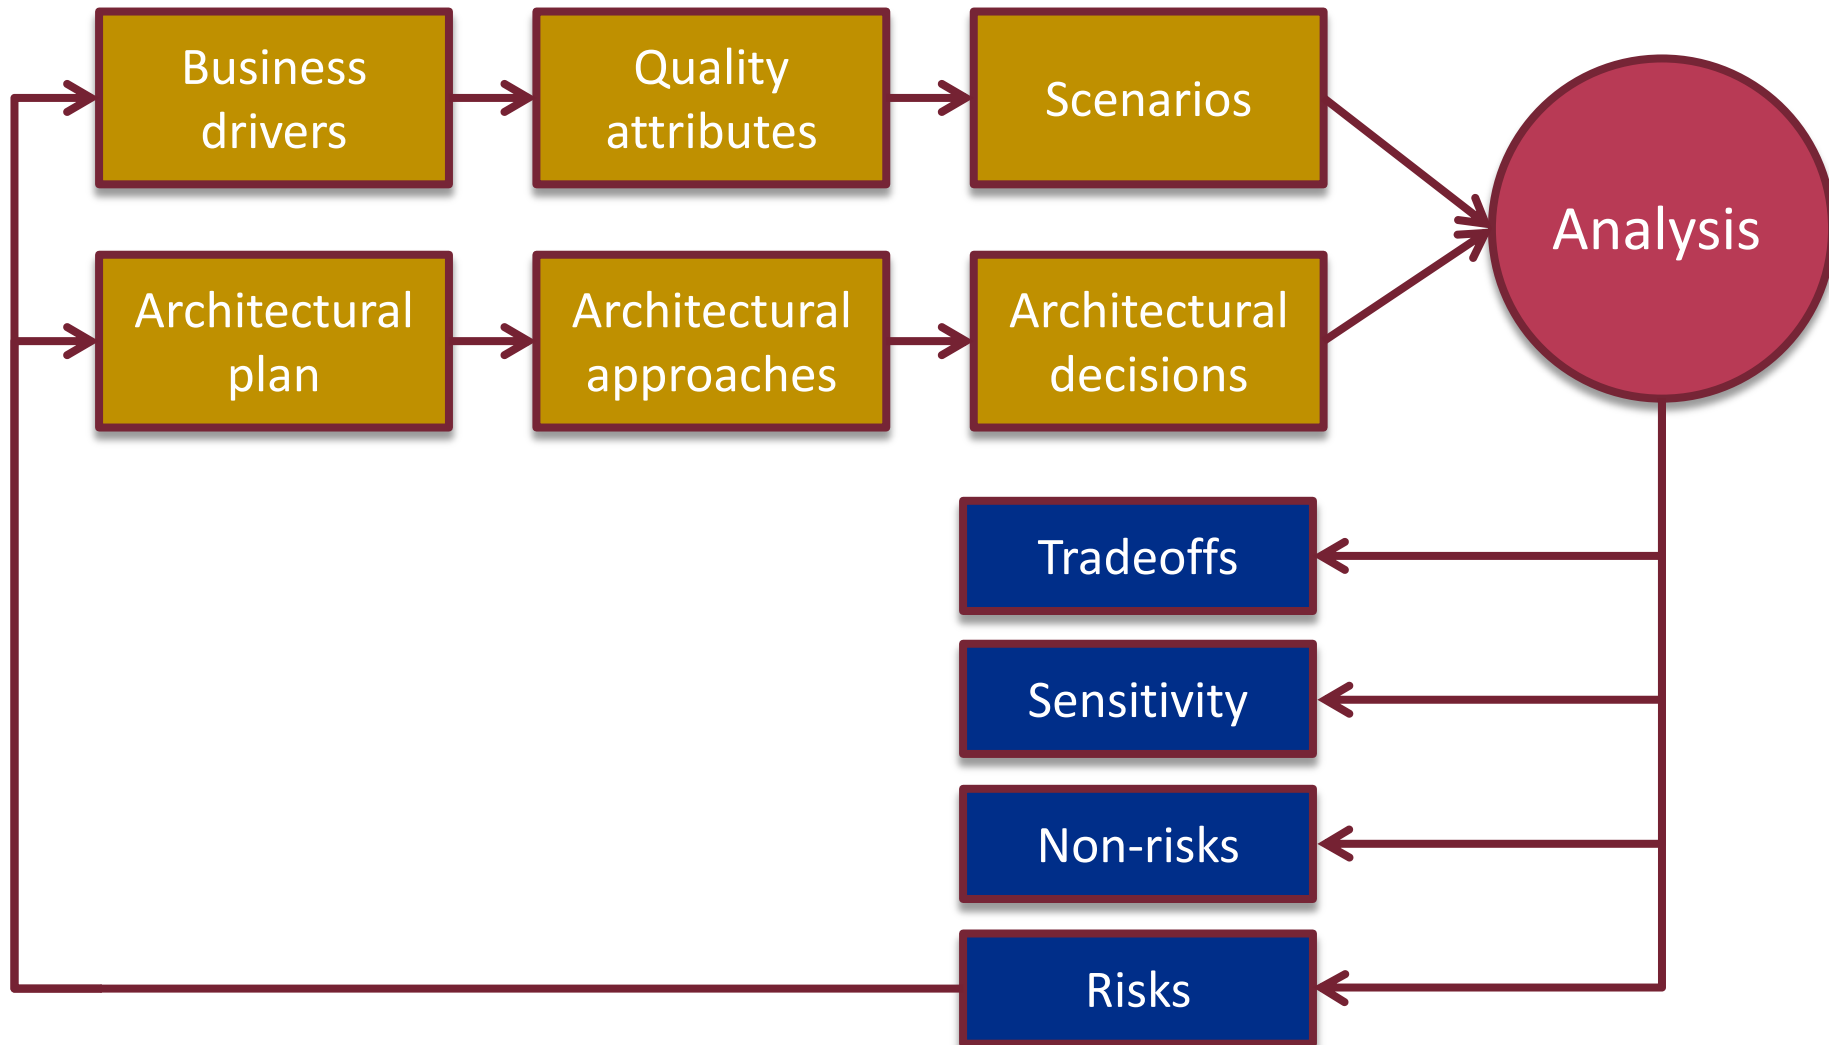 Business
drivers
Quality
attributes
Scenarios
Analysis
Architectural
plan
Architectural
approaches
Architectural
decisions
Tradeoffs
Sensitivity
Non-risks
Risks